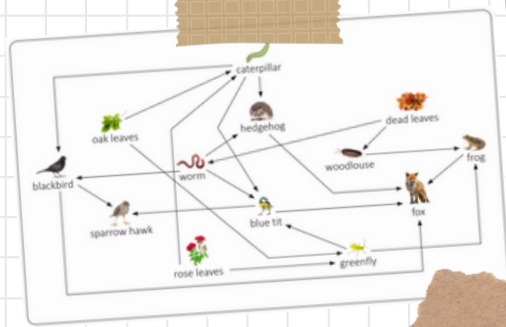 caterpillar
oak leaves
hedgehog
dead leaves
woodlouse
frog
blackbird
worm
fox
sparrow hawk
blue tit
rose leaves
greenfly